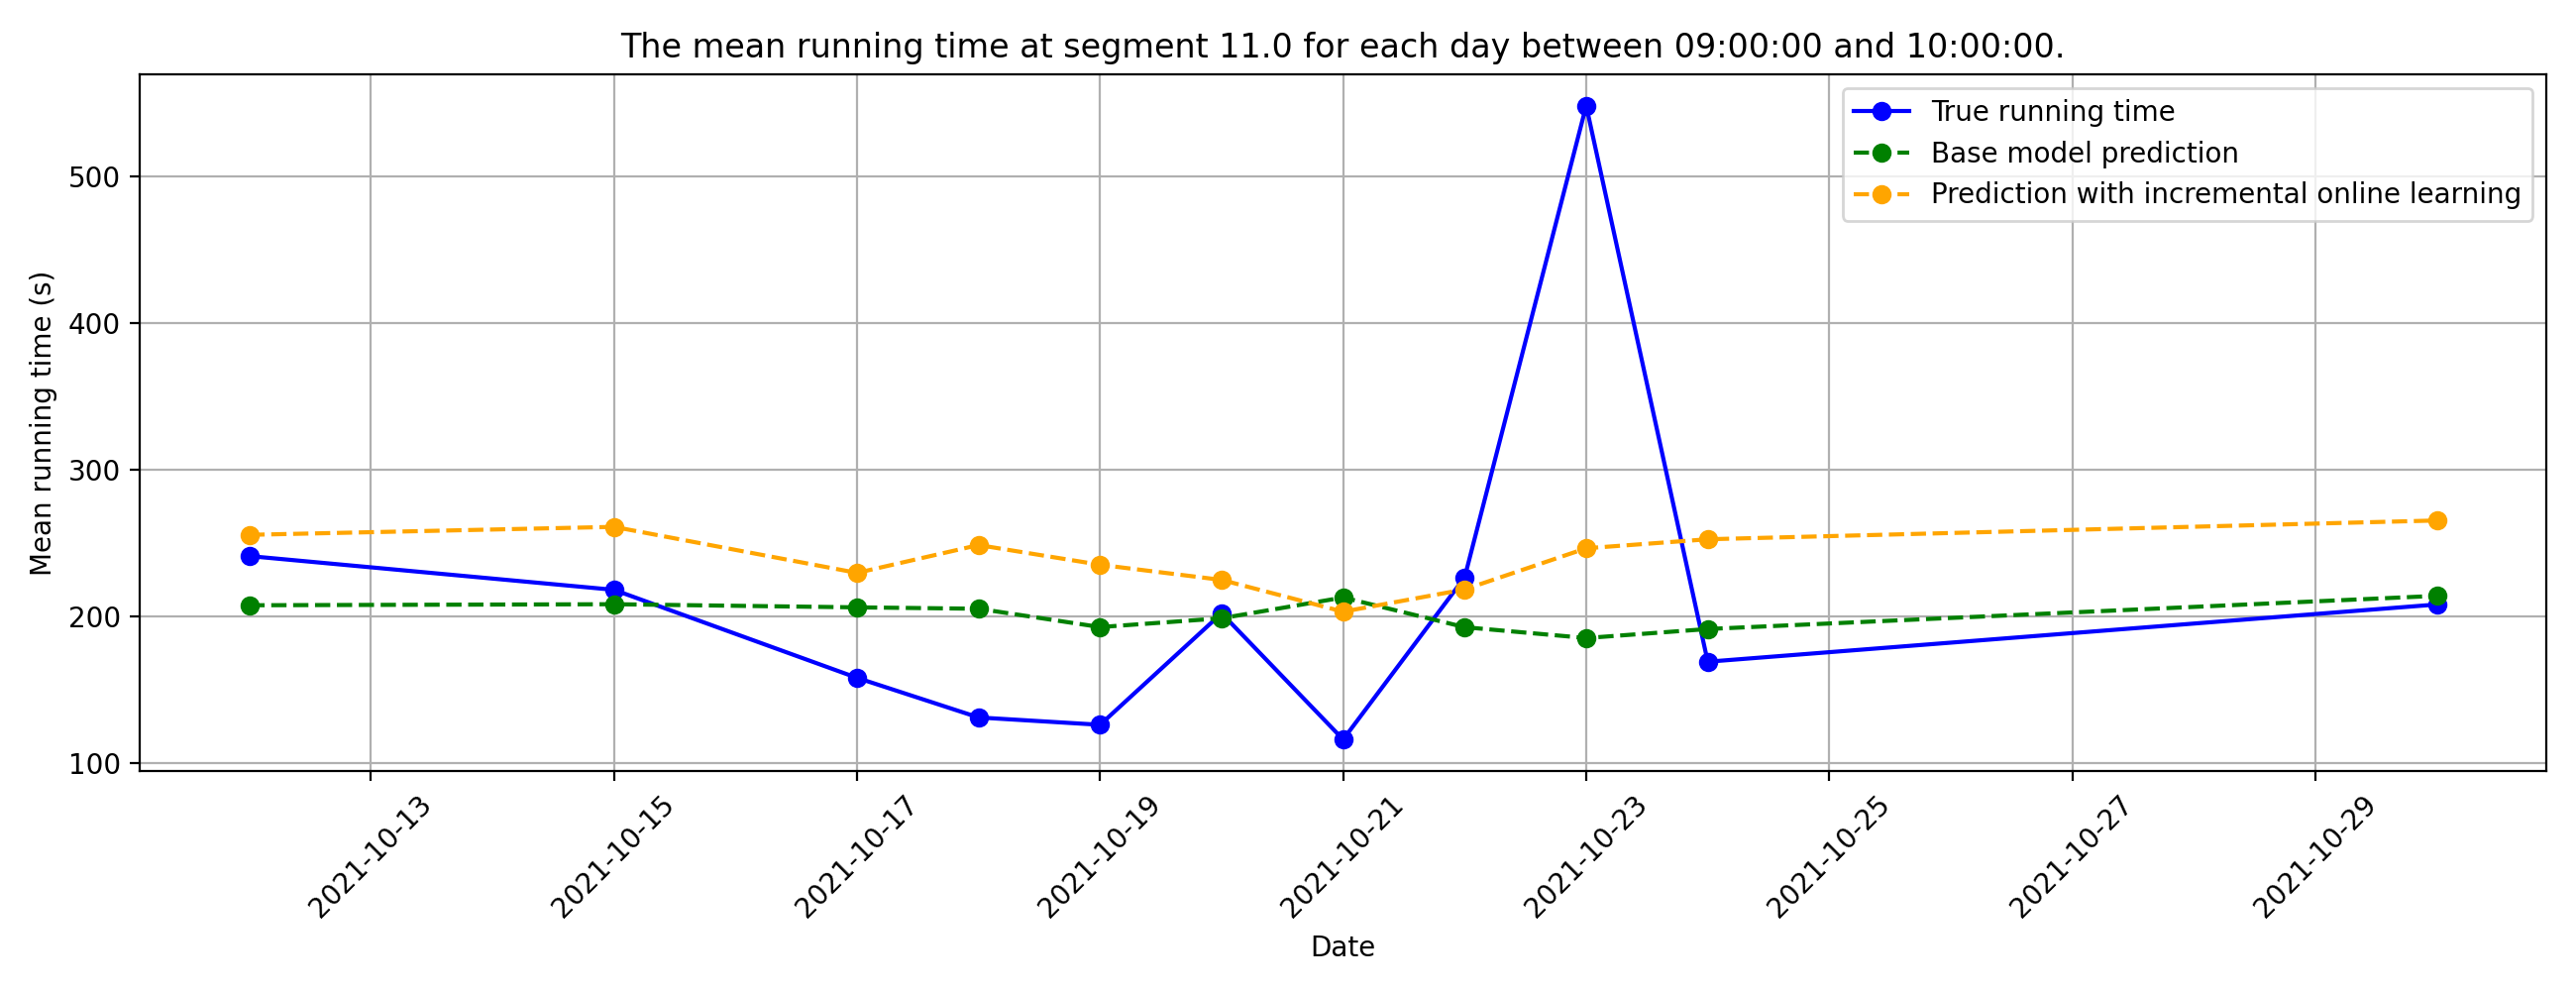 The mean running time at segment 11.0 for each day between 09:00:00 and 10:00:00.
True running time
Base model prediction
Prediction with incremental online learning
Mean running time (s)
500
400
300
200
100
2021-10-13
2021-10-15
2021-10-17
2021-10-19
2021-10-21
2021-10-23
2021-10-25
2021-10-27
2021-10-29
Date